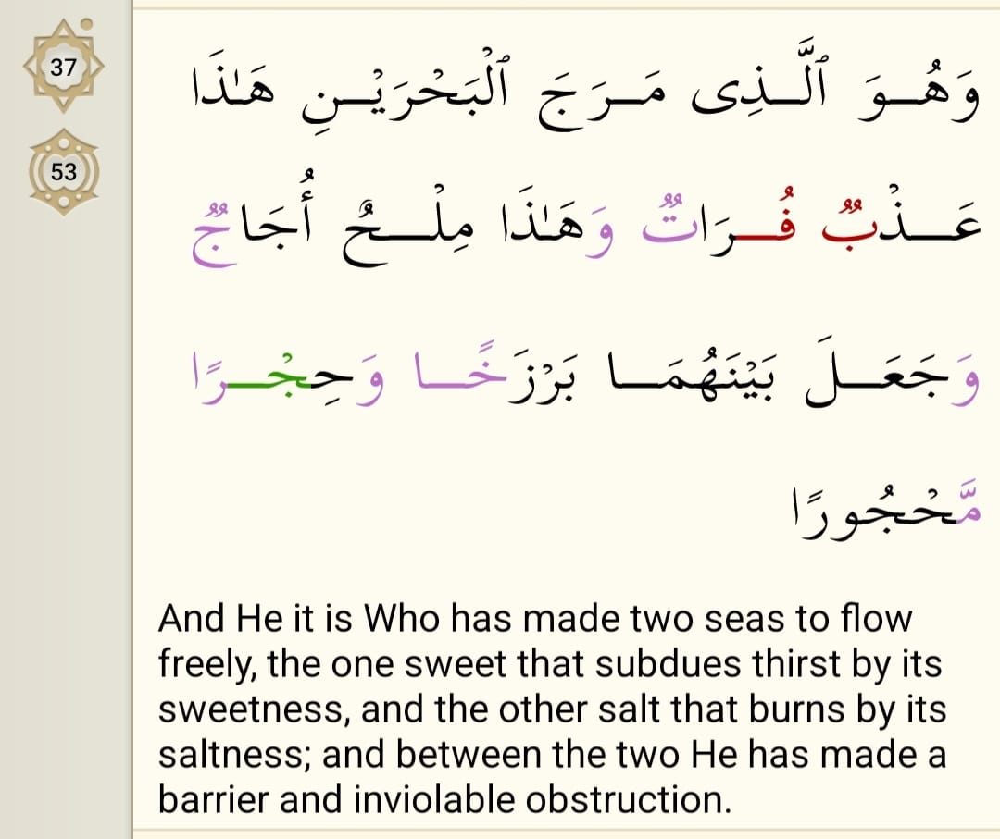 37
53
وَهُوَ ٱلَّذِى مَرَجَ ٱلْبَحْرَيْنِ هَـٰذَا
عَذْبٌ فُرَاتٌ وَهَـٰذَا مِلْحٌ أُجَاجٌ
وَجَعَلَ بَيْنَهُمَا بَرْزَخًا وَحِجْرًا
مَّحْجُورًا
And He it is Who has made two seas to flow
freely, the one sweet that subdues thirst by its
sweetness, and the other salt that burns by its
saltness; and between the two He has made a
barrier and inviolable obstruction.